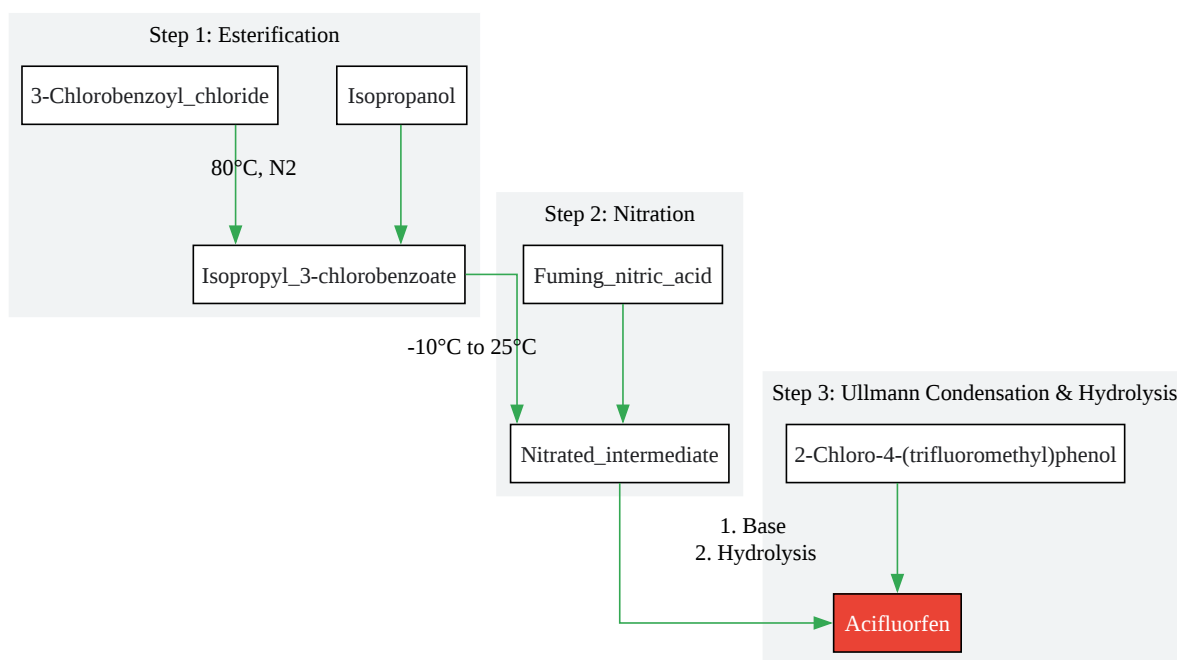 Step 1: Esterification
3-Chlorobenzoyl_chloride
Isopropanol
80°C, N2
Isopropyl_3-chlorobenzoate
Step 2: Nitration
Fuming_nitric_acid
-10°C to 25°C
Nitrated_intermediate
Step 3: Ullmann Condensation & Hydrolysis
2-Chloro-4-(trifluoromethyl)phenol
1. Base
2. Hydrolysis
Acifluorfen